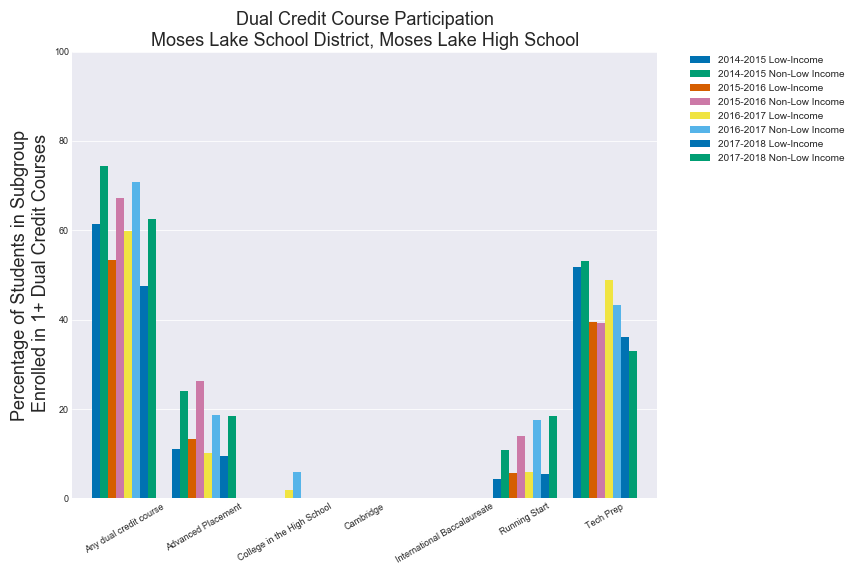 Dual Credit Course Participation
Moses Lake School District, Moses Lake High School
Percentage of Students in Subgroup
Enrolled in 1+ Dual Credit Courses
100
80
60
40
20
0
Any dual credit course
Advanced Placement
College in the High School
Cambridge
International Baccalaureate
Running Start
Tech Prep
2014-2015 Low-Income
2014-2015 Non-Low Income
2015-2016 Low-Income
2015-2016 Non-Low Income
2016-2017 Low-Income
2016-2017 Non-Low Income
2017-2018 Low-Income
2017-2018 Non-Low Income